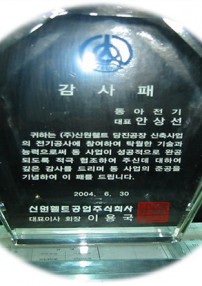 감사패
동아전기
대표 안상선
귀하는 (주)신원벨트 당진공장 신축사업
의 전기공사에 참여하여 탁월한 기술과
능력으로써 동 사업이 성공적으로 완공
되도록 적극 협조하여 주신데 대하여
깊은 감사를 드리며 동 사업의 준공을
기념하여 이 패를 드립니다.
2004. 6. 30
신원벨트공업주식회사
대표이사 회장 이용국